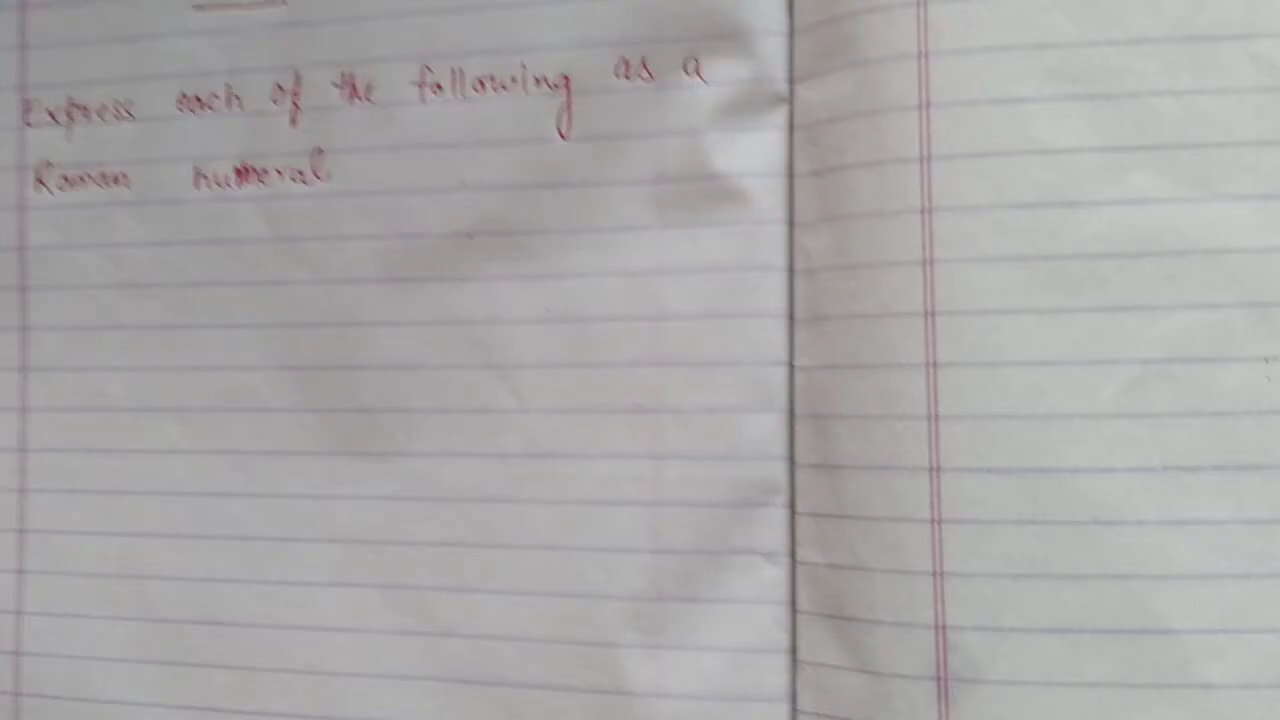 Express each of the following as a
Roman numeral